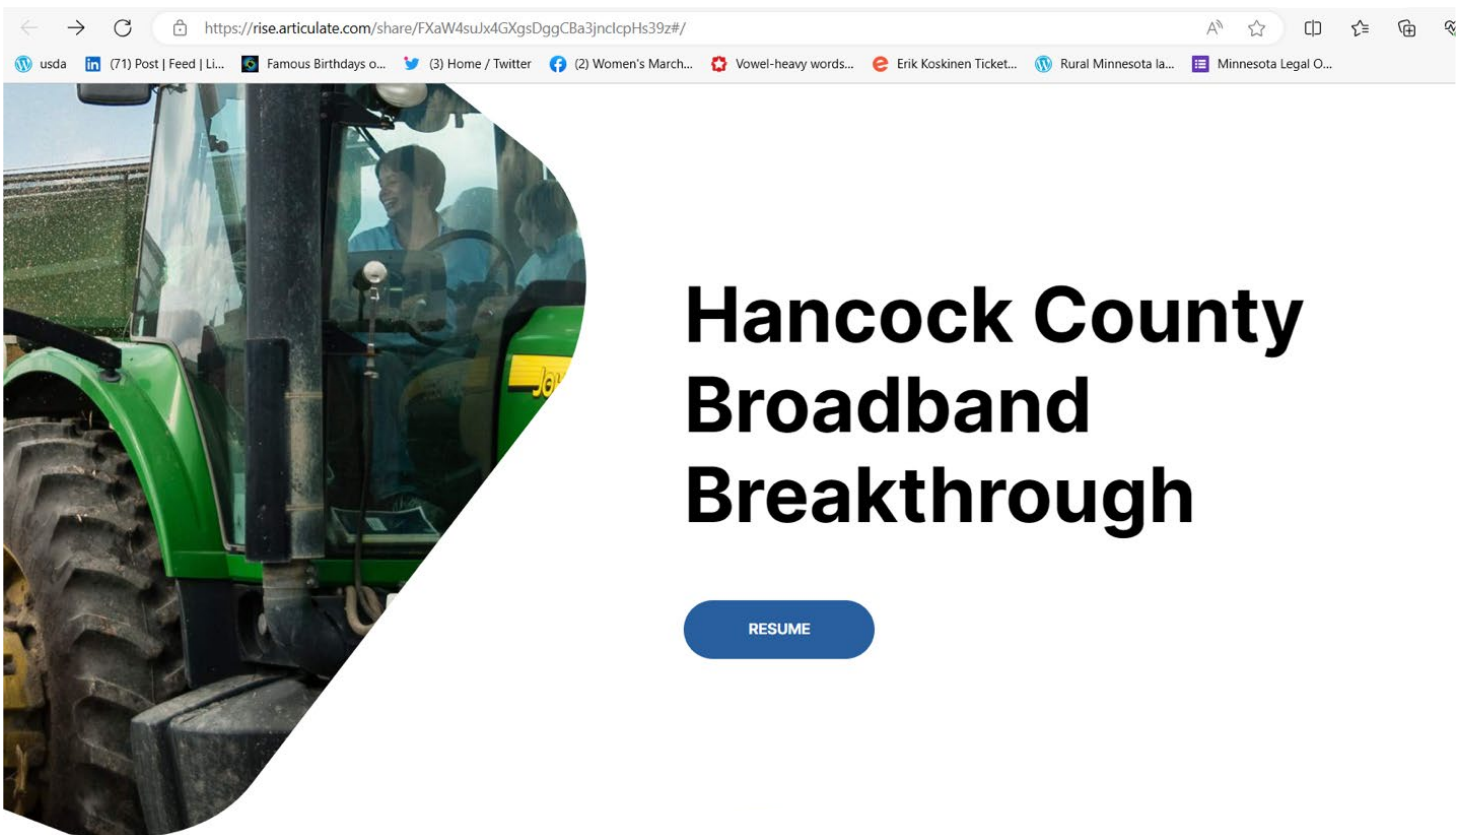 https://rise.articulate.com/share/FXaW4suJx4GXgsDggCBa3jnclcpHs39z#/
usda (71) Post | Feed | Li... Famous Birthdays o... (3) Home / Twitter (2) Women's March... Vowel-heavy words... Erik Koskinen Ticket... Rural Minnesota la... Minnesota Legal O...
Hancock County
Broadband
Breakthrough
RESUME